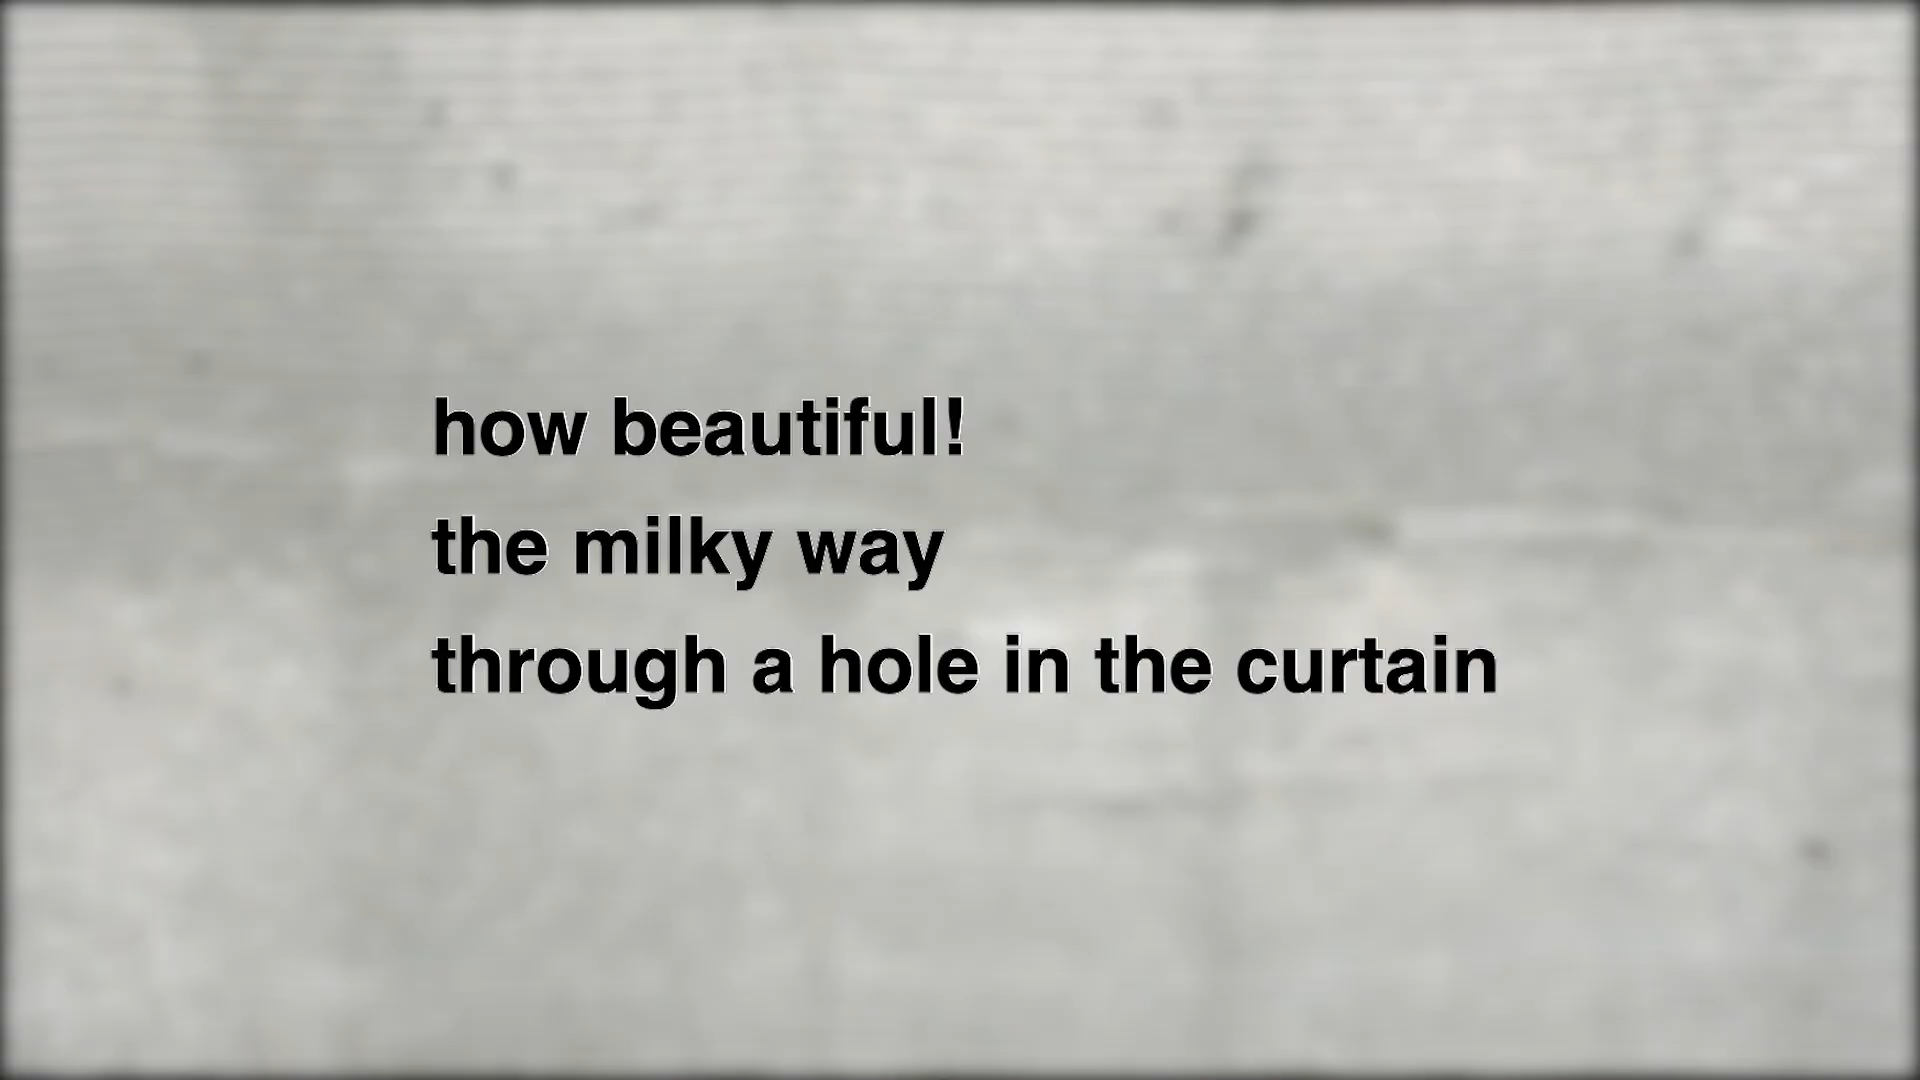 how beautiful!
the milky way
through a hole in the curtain